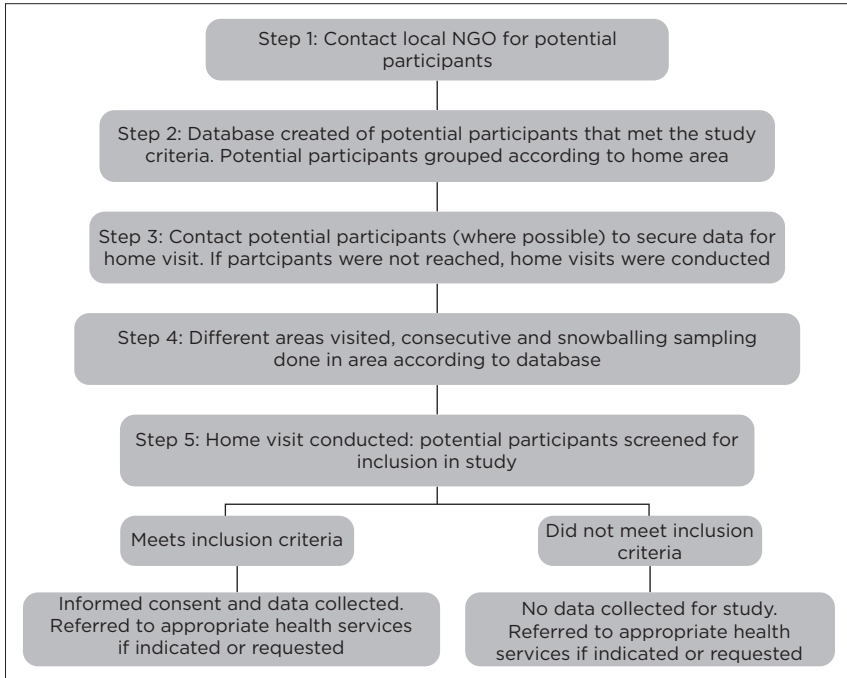 Step 1: Contact local NGO for potential
participants
Step 2: Database created of potential participants that met the study
criteria. Potential participants grouped according to home area
Step 3: Contact potential participants (where possible) to secure data for
home visit. If partcipants were not reached, home visits were conducted
Step 4: Different areas visited, consecutive and snowballing sampling
done in area according to database
Step 5: Home visit conducted: potential participants screened for
inclusion in study
Meets inclusion criteria
Did not meet inclusion
criteria
Informed consent and data collected.
Referred to appropriate health services
if indicated or requested
No data collected for study.
Referred to appropriate health
services if indicated or requested